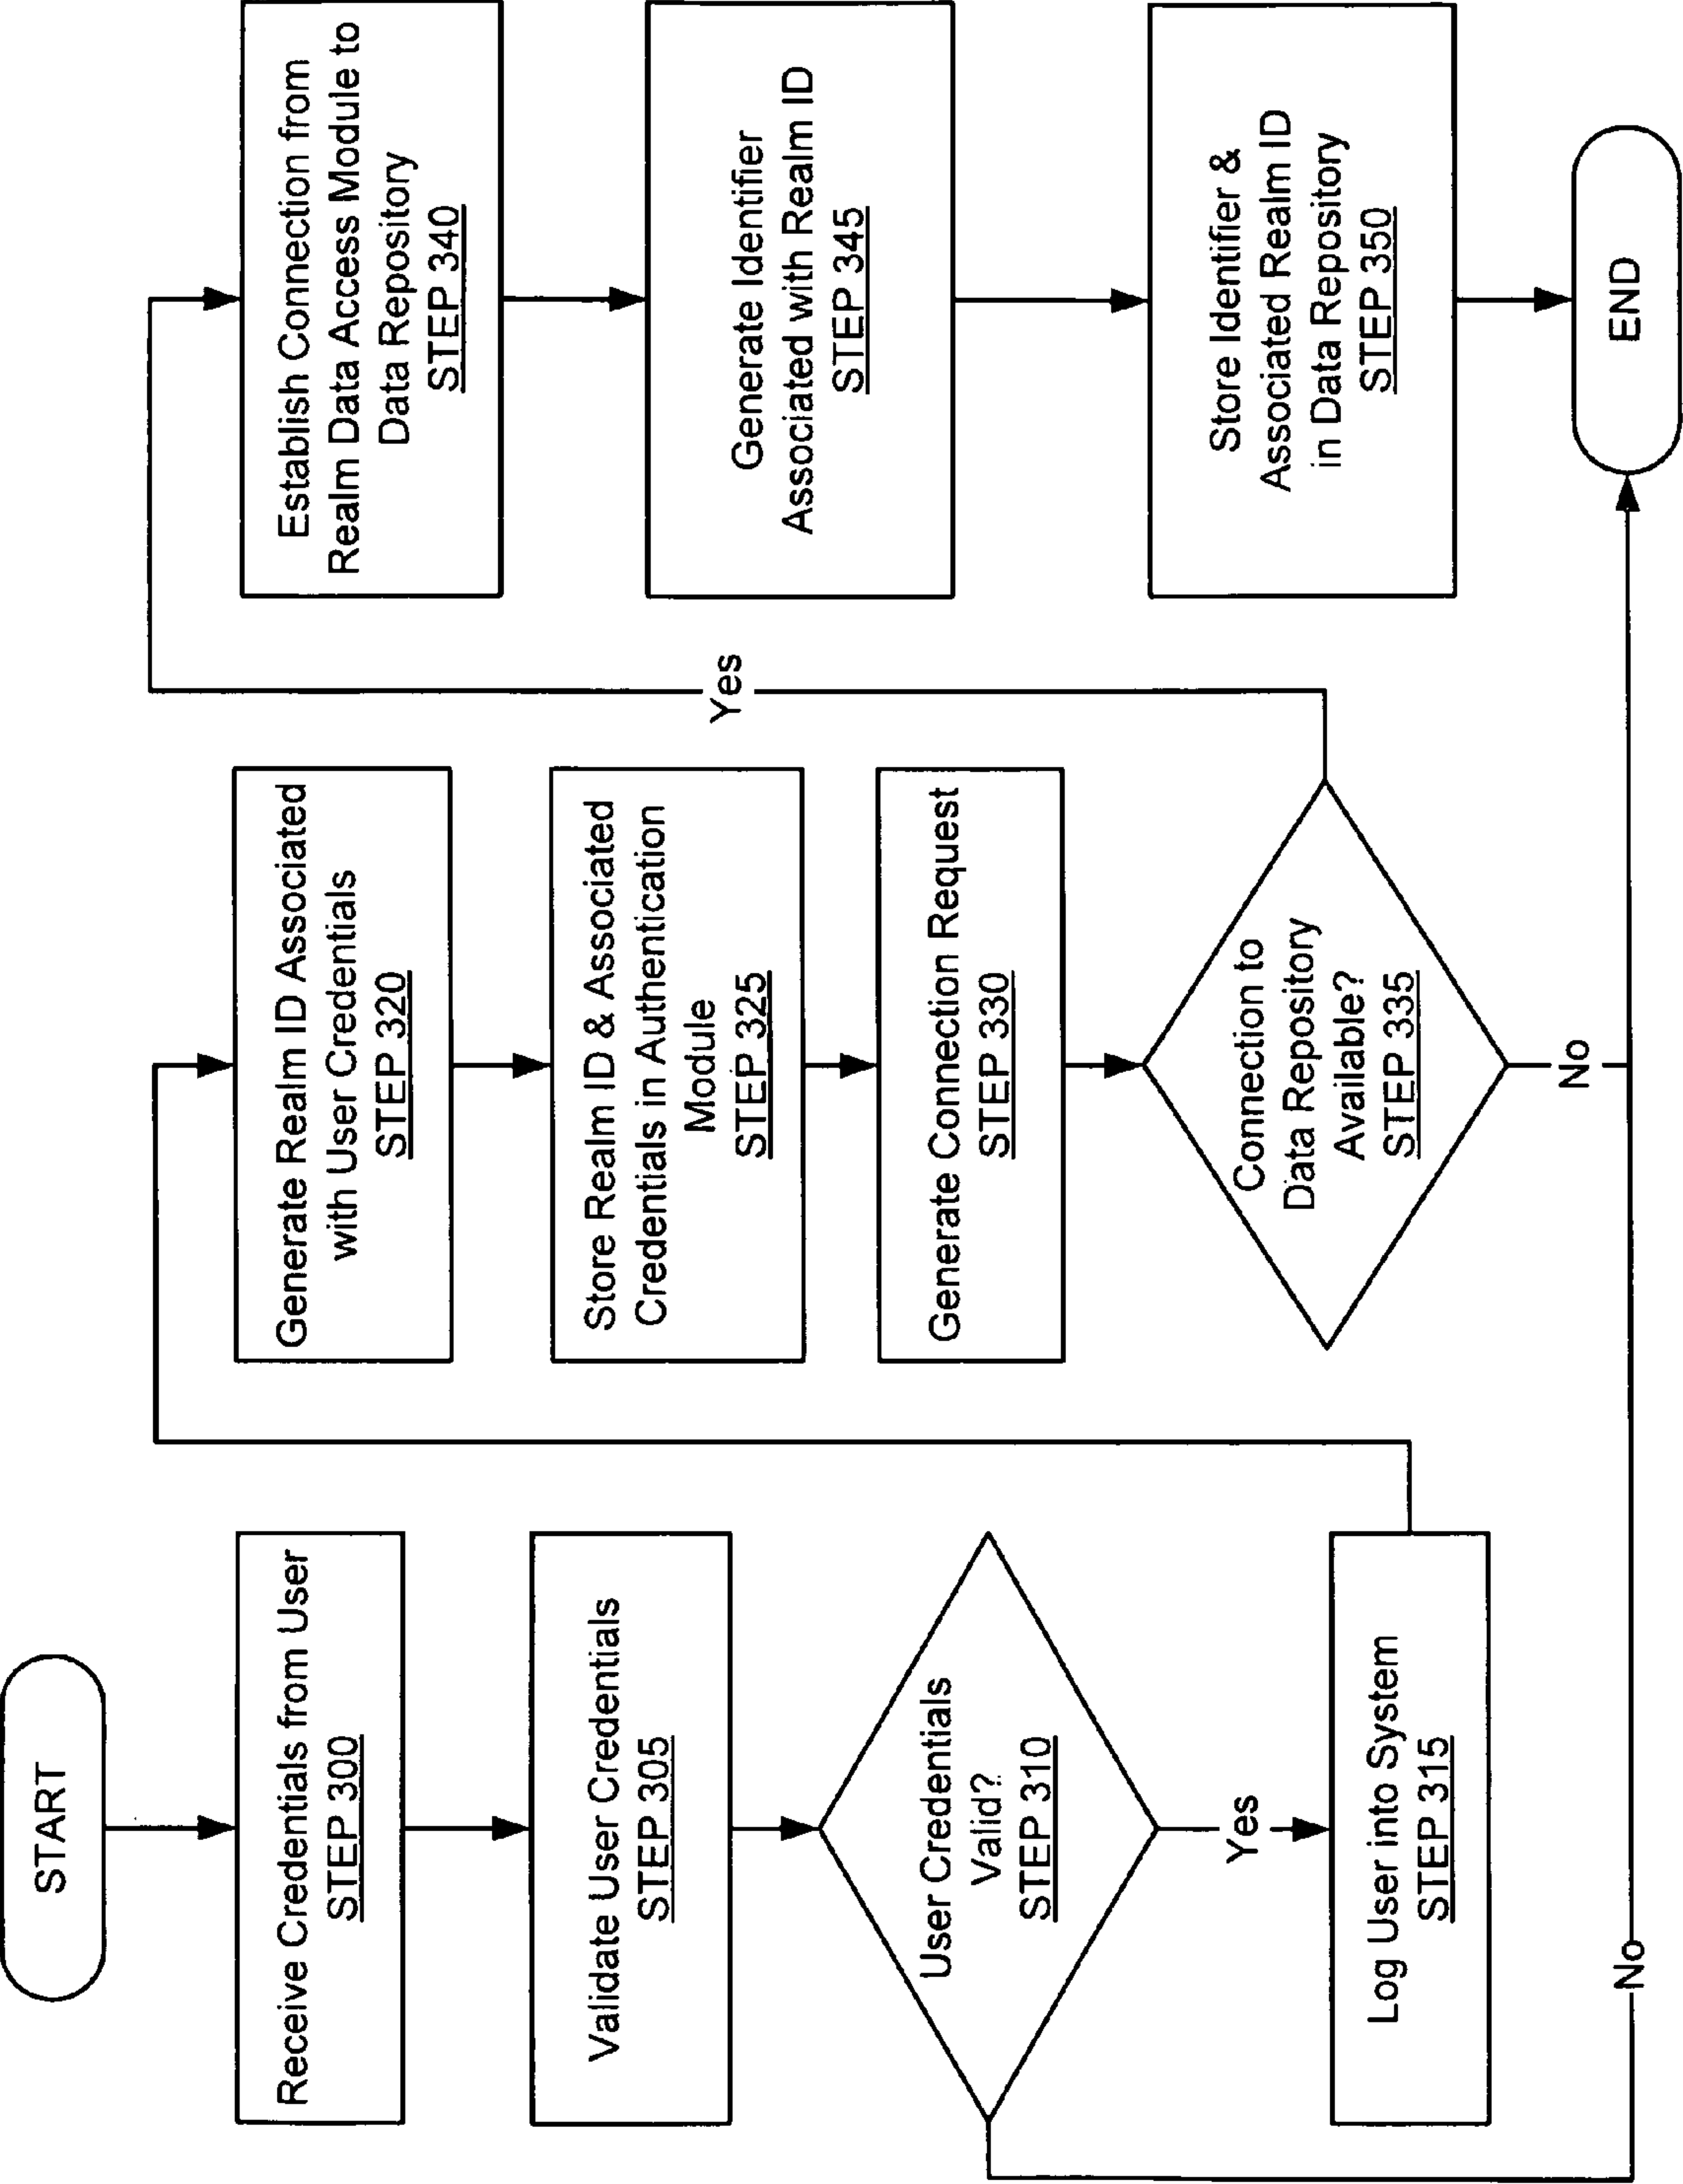 START
Receive Credentials from User
STEP 300
Validate User Credentials
STEP 305
User Credentials
Valid?
STEP 310
Yes
No
Log User into System
STEP 315
Generate Realm ID Associated
with User Credentials
STEP 320
Store Realm ID & Associated
Credentials in Authentication
Module
STEP 325
Generate Connection Request
STEP 330
Connection to
Data Repository
Available?
STEP 335
Yes
No
Establish Connection from
Realm Data Access Module to
Data Repository
STEP 340
Generate Identifier
Associated with Realm ID
STEP 345
Store Identifier &
Associated Realm ID
in Data Repository
STEP 350
END